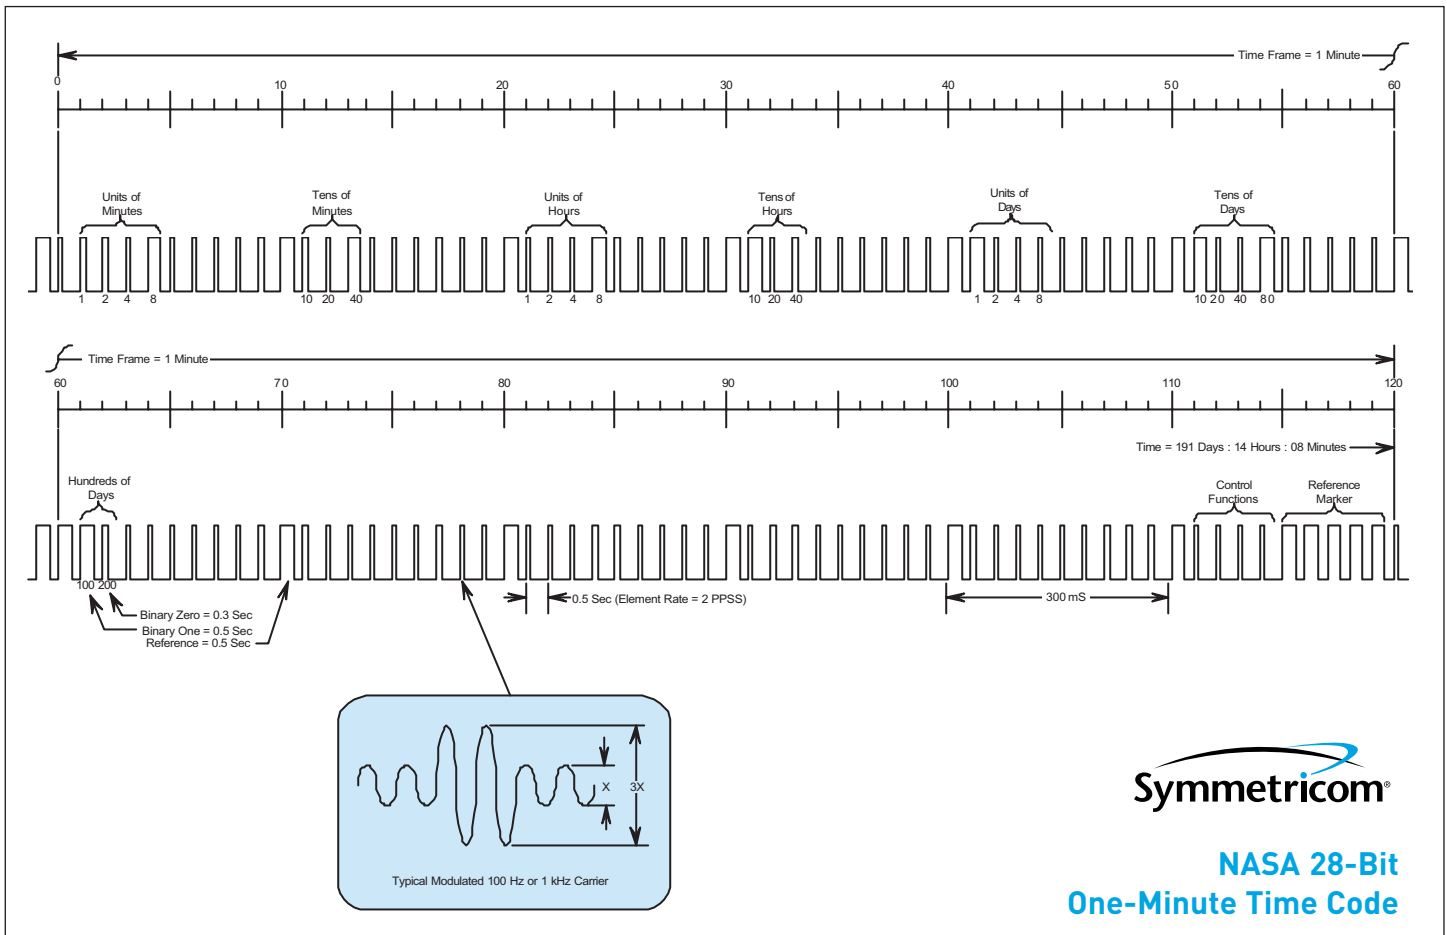 Time Frame = 1 Minute
0 10 20 30 40 50 60
Units of
Minutes
Tens of
Minutes
Units of
Hours
Tens of
Hours
Units of
Days
Tens of
Days
1 2 4 8 10 20 40 1 2 4 8 10 20 40 1 2 4 8 10 20 40 80
Time Frame = 1 Minute
60 70 80 90 100 110 120
Time = 191 Days : 14 Hours : 08 Minutes
Hundreds of
Days
Control
Functions
Reference
Marker
100 200
Binary Zero = 0.3 Sec
Binary One = 0.5 Sec
Reference = 0.5 Sec
0.5 Sec (Element Rate = 2 PPSS)
300 mS
X 3X
Typical Modulated 100 Hz or 1 kHz Carrier
Symmetricom®
NASA 28-Bit
One-Minute Time Code